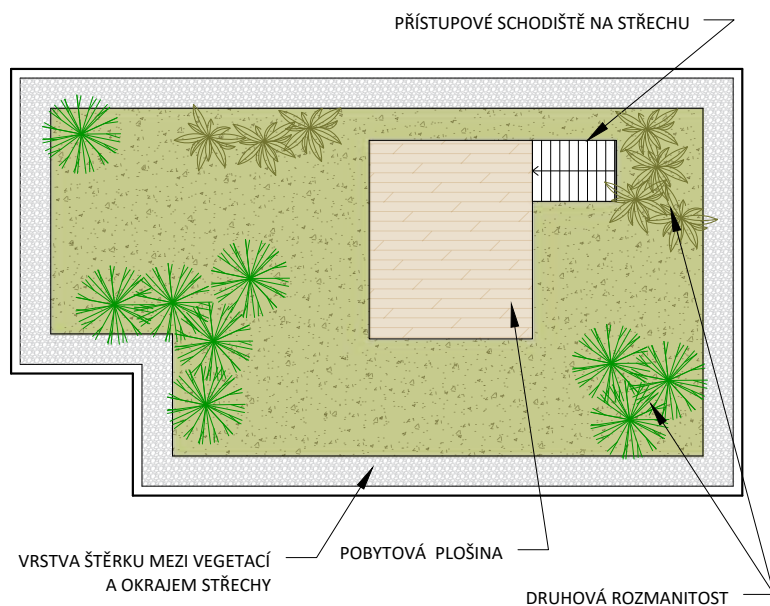 PŘÍSTUPOVÉ SCHODIŠTĚ NA STŘECHU
VRSTVA ŠTĚRKU MEZI VEGETACÍ
A OKRAJEM STŘECHY
POBYTOVÁ PLOŠINA
DRUHOVÁ ROZMANITOST